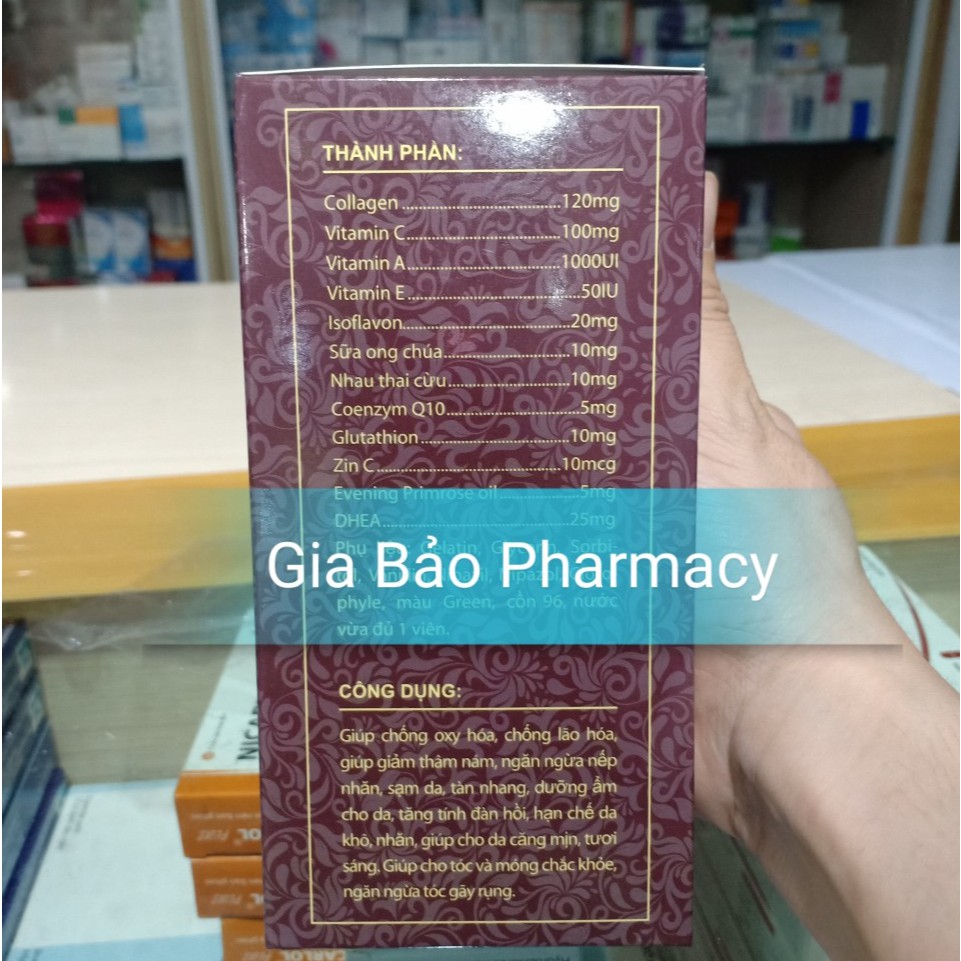 THÀNH PHẦN:
Collagen 120mg
Vitamin C 100mg
Vitamin A 1000UI
Vitamin E 50IU
Isoflavon 20mg
Sữa ong chúa 10mg
Nhau thai cừu 10mg
Coenzym Q10 5mg
Glutathion 10mg
Zin C 10mcg
Evening Primrose oil 5mg
DHEA 25mg
Phụ Sorbi-
Gia Bảo Pharmacy
phyle, màu Green, cồn 96, nước
vừa đủ 1 viên.
CÔNG DỤNG:
Giúp chống oxy hóa, chống lão hóa,
giúp giảm thâm nám, ngăn ngừa nếp
nhăn, sạm da, tàn nhang, dưỡng ẩm
cho da, tăng tính đàn hồi, hạn chế da
khô, nhăn, giúp cho da căng mịn, tươi
sáng. Giúp cho tóc và móng chắc khỏe,
ngăn ngừa tóc gãy rụng.